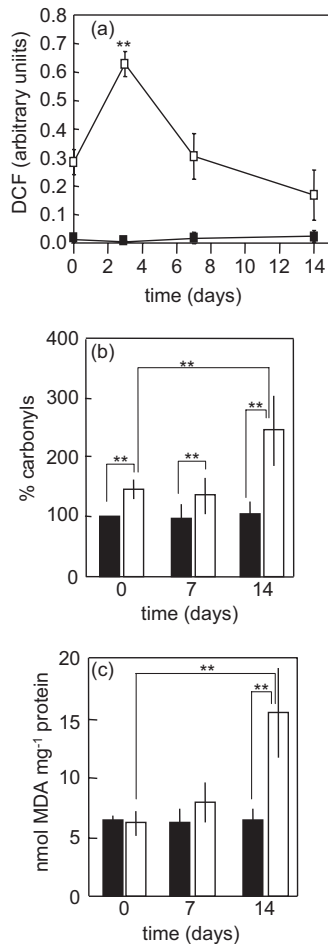 (a)
0.8
**
0.7
0.6
0.5
0.4
0.3
0.2
0.1
0.0
DCF (arbitrary uniits)
0 2 4 6 8 10 12 14
time (days)
(b)
400
300
200
100
0
% carbonyls
**
** ** **
0 7 14
time (days)
(c)
20
15
10
5
0
nmol MDA mg⁻¹ protein
**
**
0 7 14
time (days)